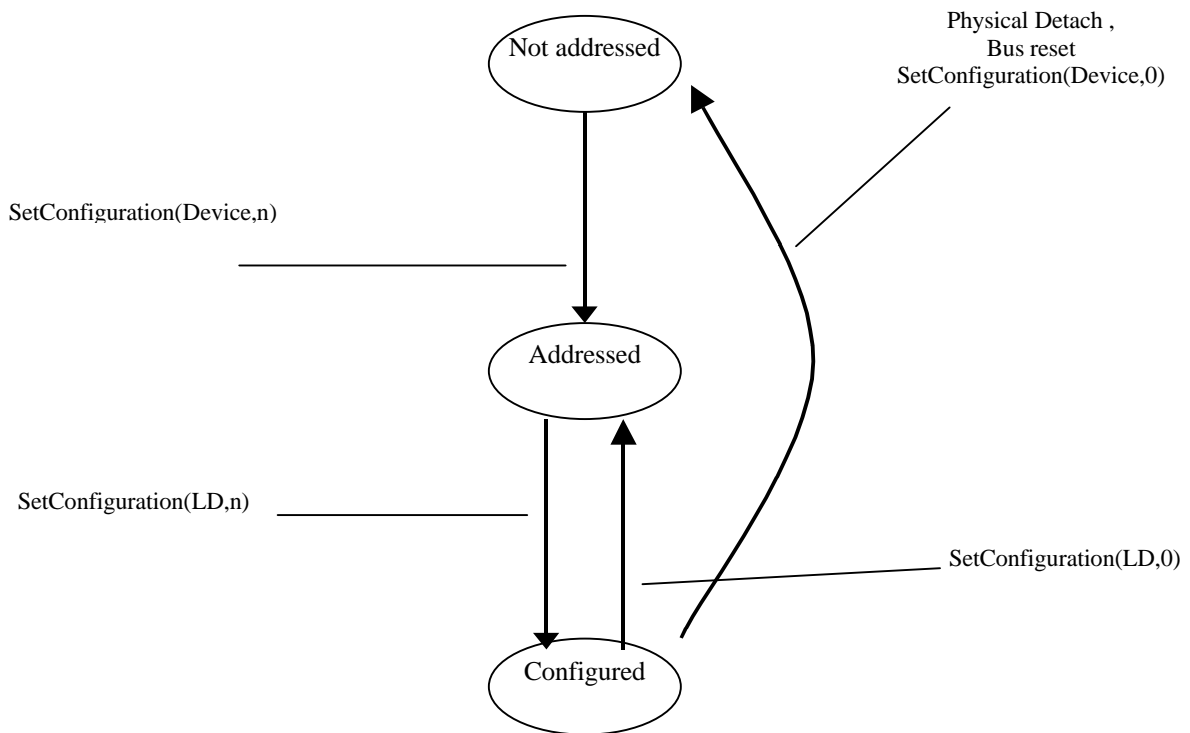 Not addressed
Physical Detach ,
Bus reset
SetConfiguration(Device,0)
SetConfiguration(Device,n)
Addressed
SetConfiguration(LD,n)
SetConfiguration(LD,0)
Configured